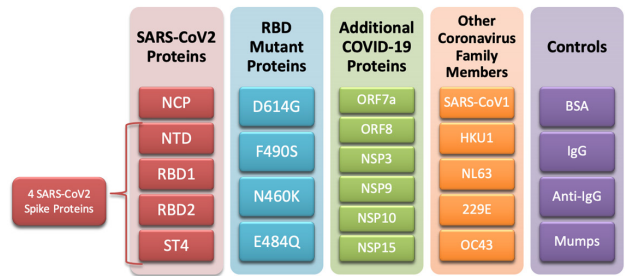 SARS-CoV2
Proteins
NCP
NTD
RBD1
RBD2
ST4
4 SARS-CoV2
Spike Proteins
RBD
Mutant
Proteins
D614G
F490S
N460K
E484Q
Additional
COVID-19
Proteins
ORF7a
ORF8
NSP3
NSP9
NSP10
NSP15
Other
Coronavirus
Family
Members
SARS-CoV1
HKU1
NL63
229E
OC43
Controls
BSA
IgG
Anti-IgG
Mumps